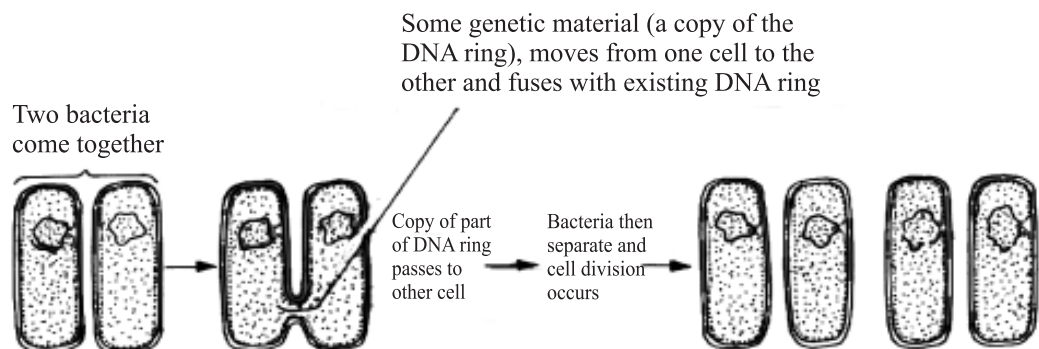 Some genetic material (a copy of the
DNA ring), moves from one cell to the
other and fuses with existing DNA ring
Two bacteria
come together
Copy of part
of DNA ring
passes to
other cell
Bacteria then
separate and
cell division
occurs